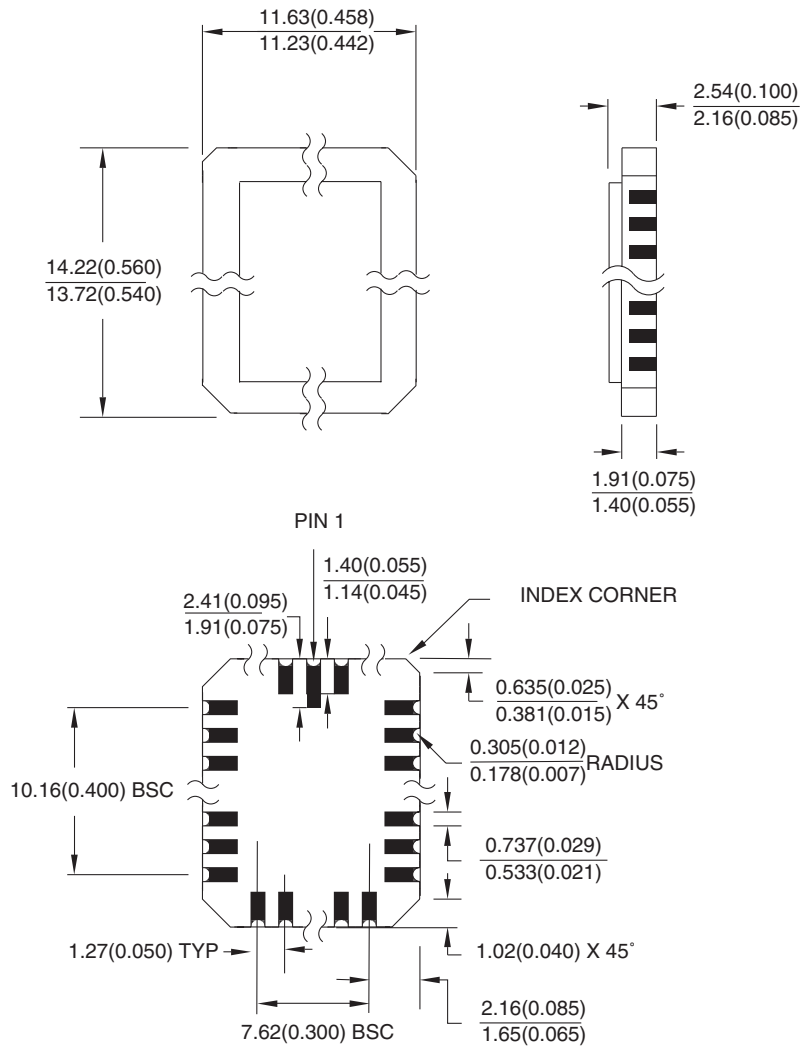 11.63(0.458)
11.23(0.442)
2.54(0.100)
2.16(0.085)
14.22(0.560)
13.72(0.540)
1.91(0.075)
1.40(0.055)
PIN 1
1.40(0.055)
1.14(0.045)
INDEX CORNER
2.41(0.095)
1.91(0.075)
0.635(0.025)
0.381(0.015) X 45°
0.305(0.012)
0.178(0.007) RADIUS
10.16(0.400) BSC
0.737(0.029)
0.533(0.021)
1.27(0.050) TYP
1.02(0.040) X 45°
2.16(0.085)
1.65(0.065)
7.62(0.300) BSC